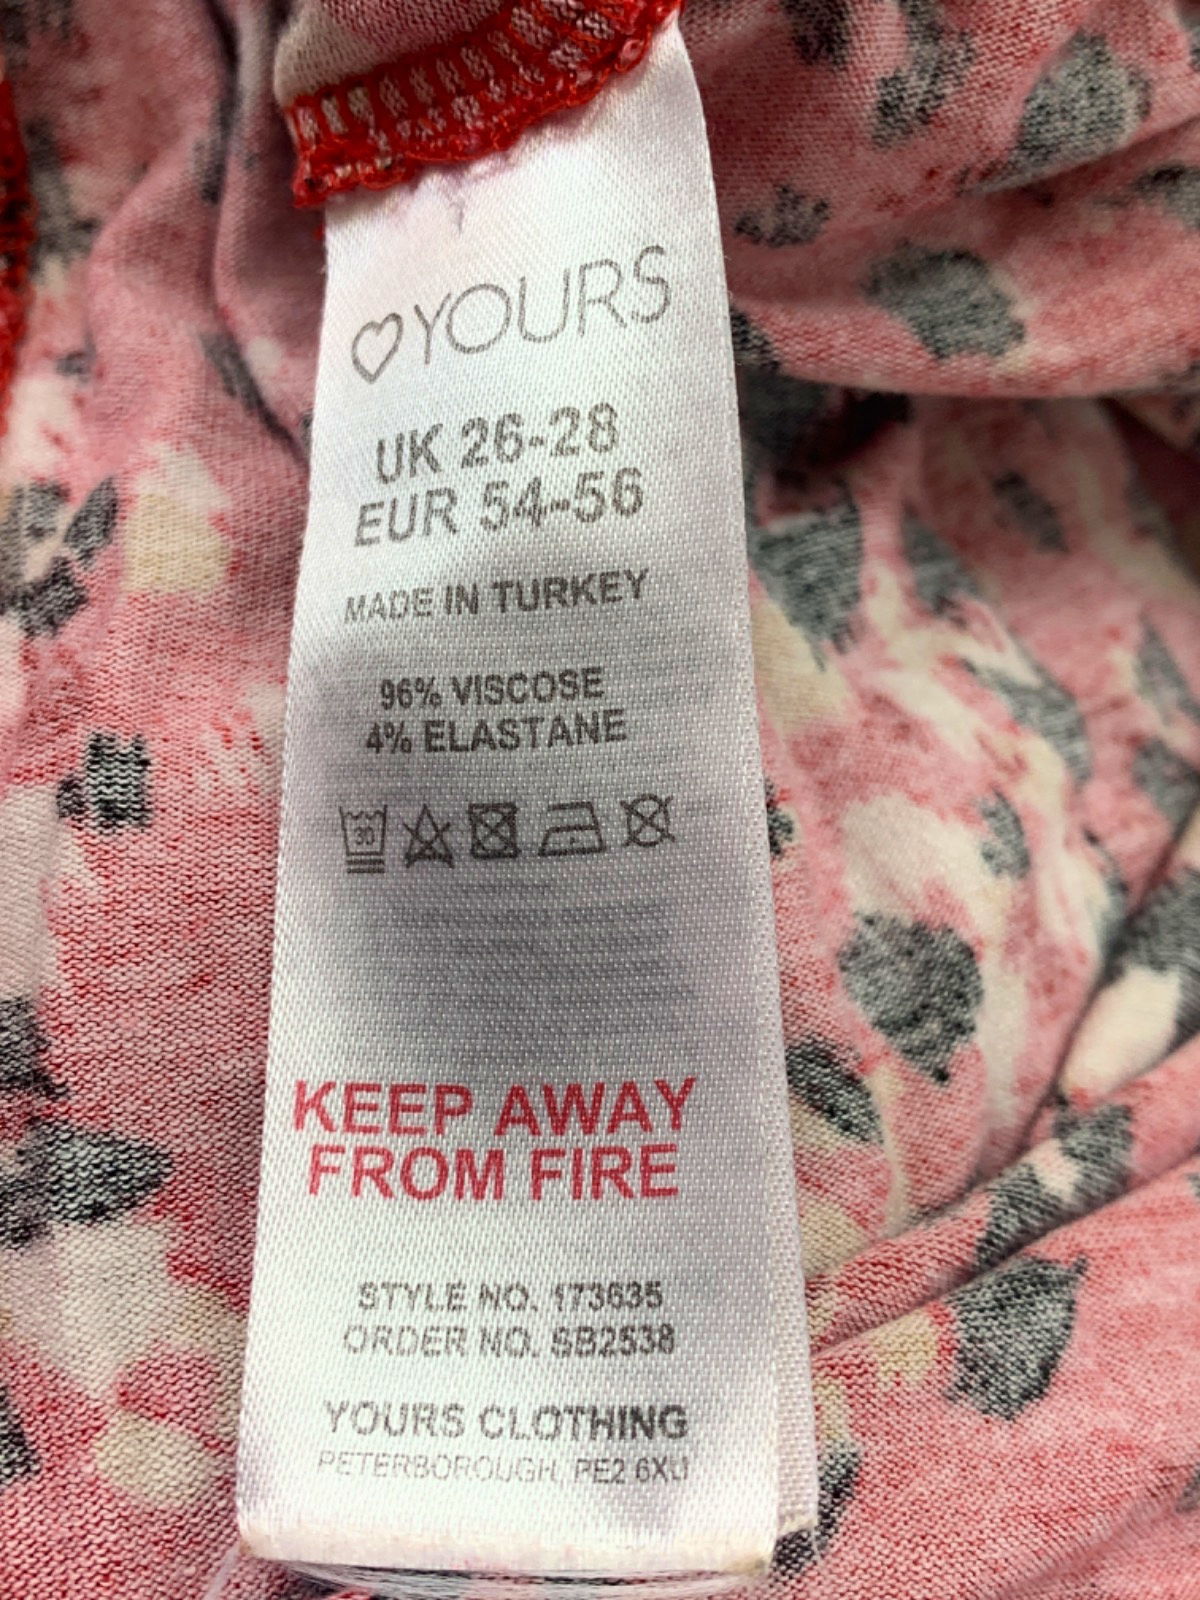 YOURS
UK 26-28
EUR 54-56
MADE IN TURKEY
96% VISCOSE
4% ELASTANE
30
KEEP AWAY
FROM FIRE
STYLE NO. 173635
ORDER NO. SB2538
YOURS CLOTHING
PETERBOROUGH, PE2 6XU